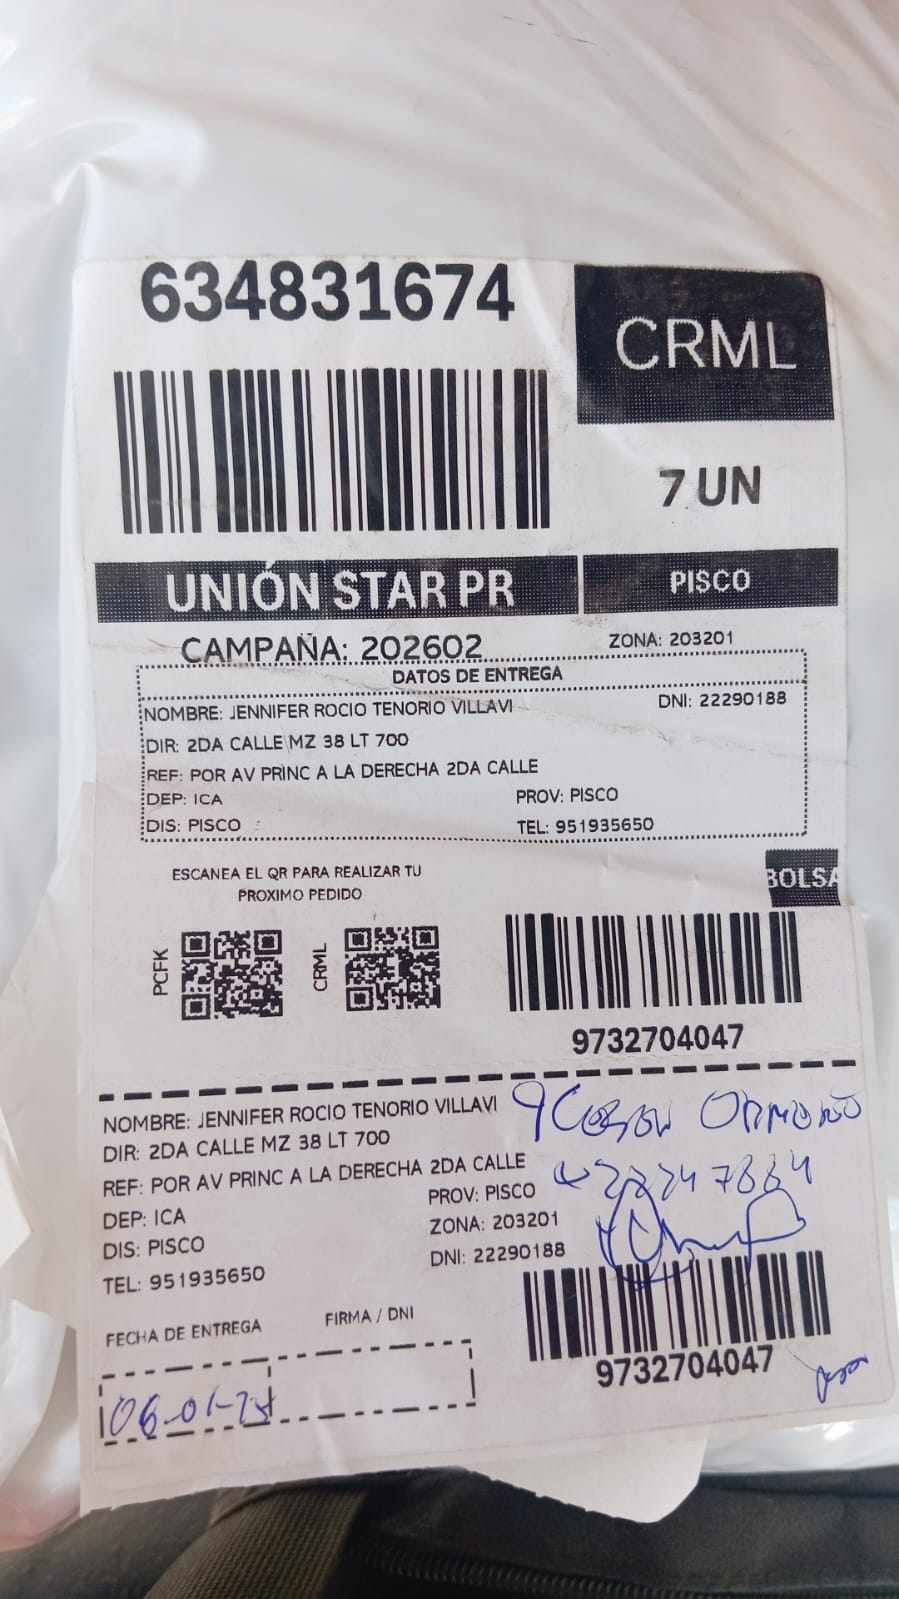 634831674
CRML
7 UN
UNIÓN STAR PR
PISCO
CAMPAÑA: 202602
ZONA: 203201
DATOS DE ENTREGA
NOMBRE: JENNIFER ROCIO TENORIO VILLAVI
DNI: 22290188
DIR: 2DA CALLE MZ 38 LT 700
REF: POR AV PRINC A LA DERECHA 2DA CALLE
DEP: ICA
PROV: PISCO
DIS: PISCO
TEL: 951935650
ESCANEA EL QR PARA REALIZAR TU
PROXIMO PEDIDO
BOLSA
PCFK
CRML
9732704047
NOMBRE: JENNIFER ROCIO TENORIO VILLAVI
DIR: 2DA CALLE MZ 38 LT 700
REF: POR AV PRINC A LA DERECHA 2DA CALLE
DEP: ICA
PROV: PISCO
DIS: PISCO
ZONA: 203201
TEL: 951935650
DNI: 22290188
FECHA DE ENTREGA
FIRMA / DNI
9732704047